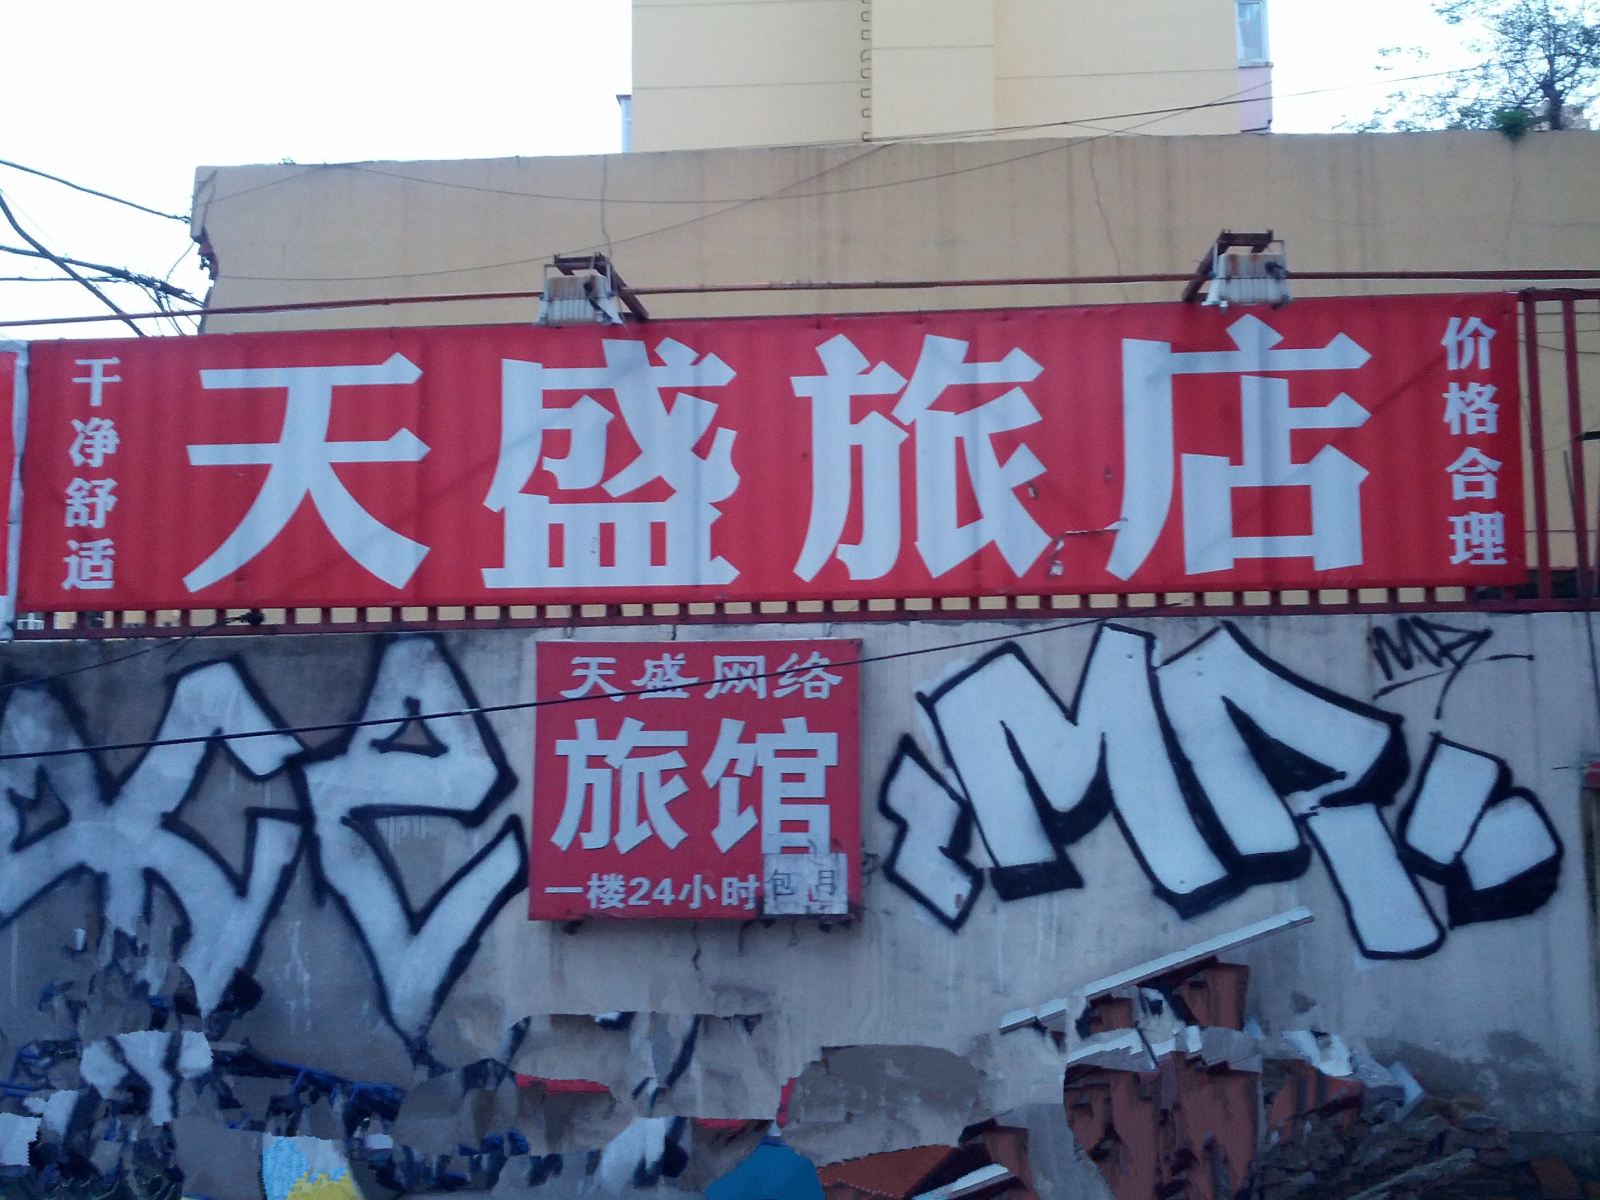 干净舒适
天盛旅店
价格合理
天盛网络
旅馆
一楼24小时
包月
MR